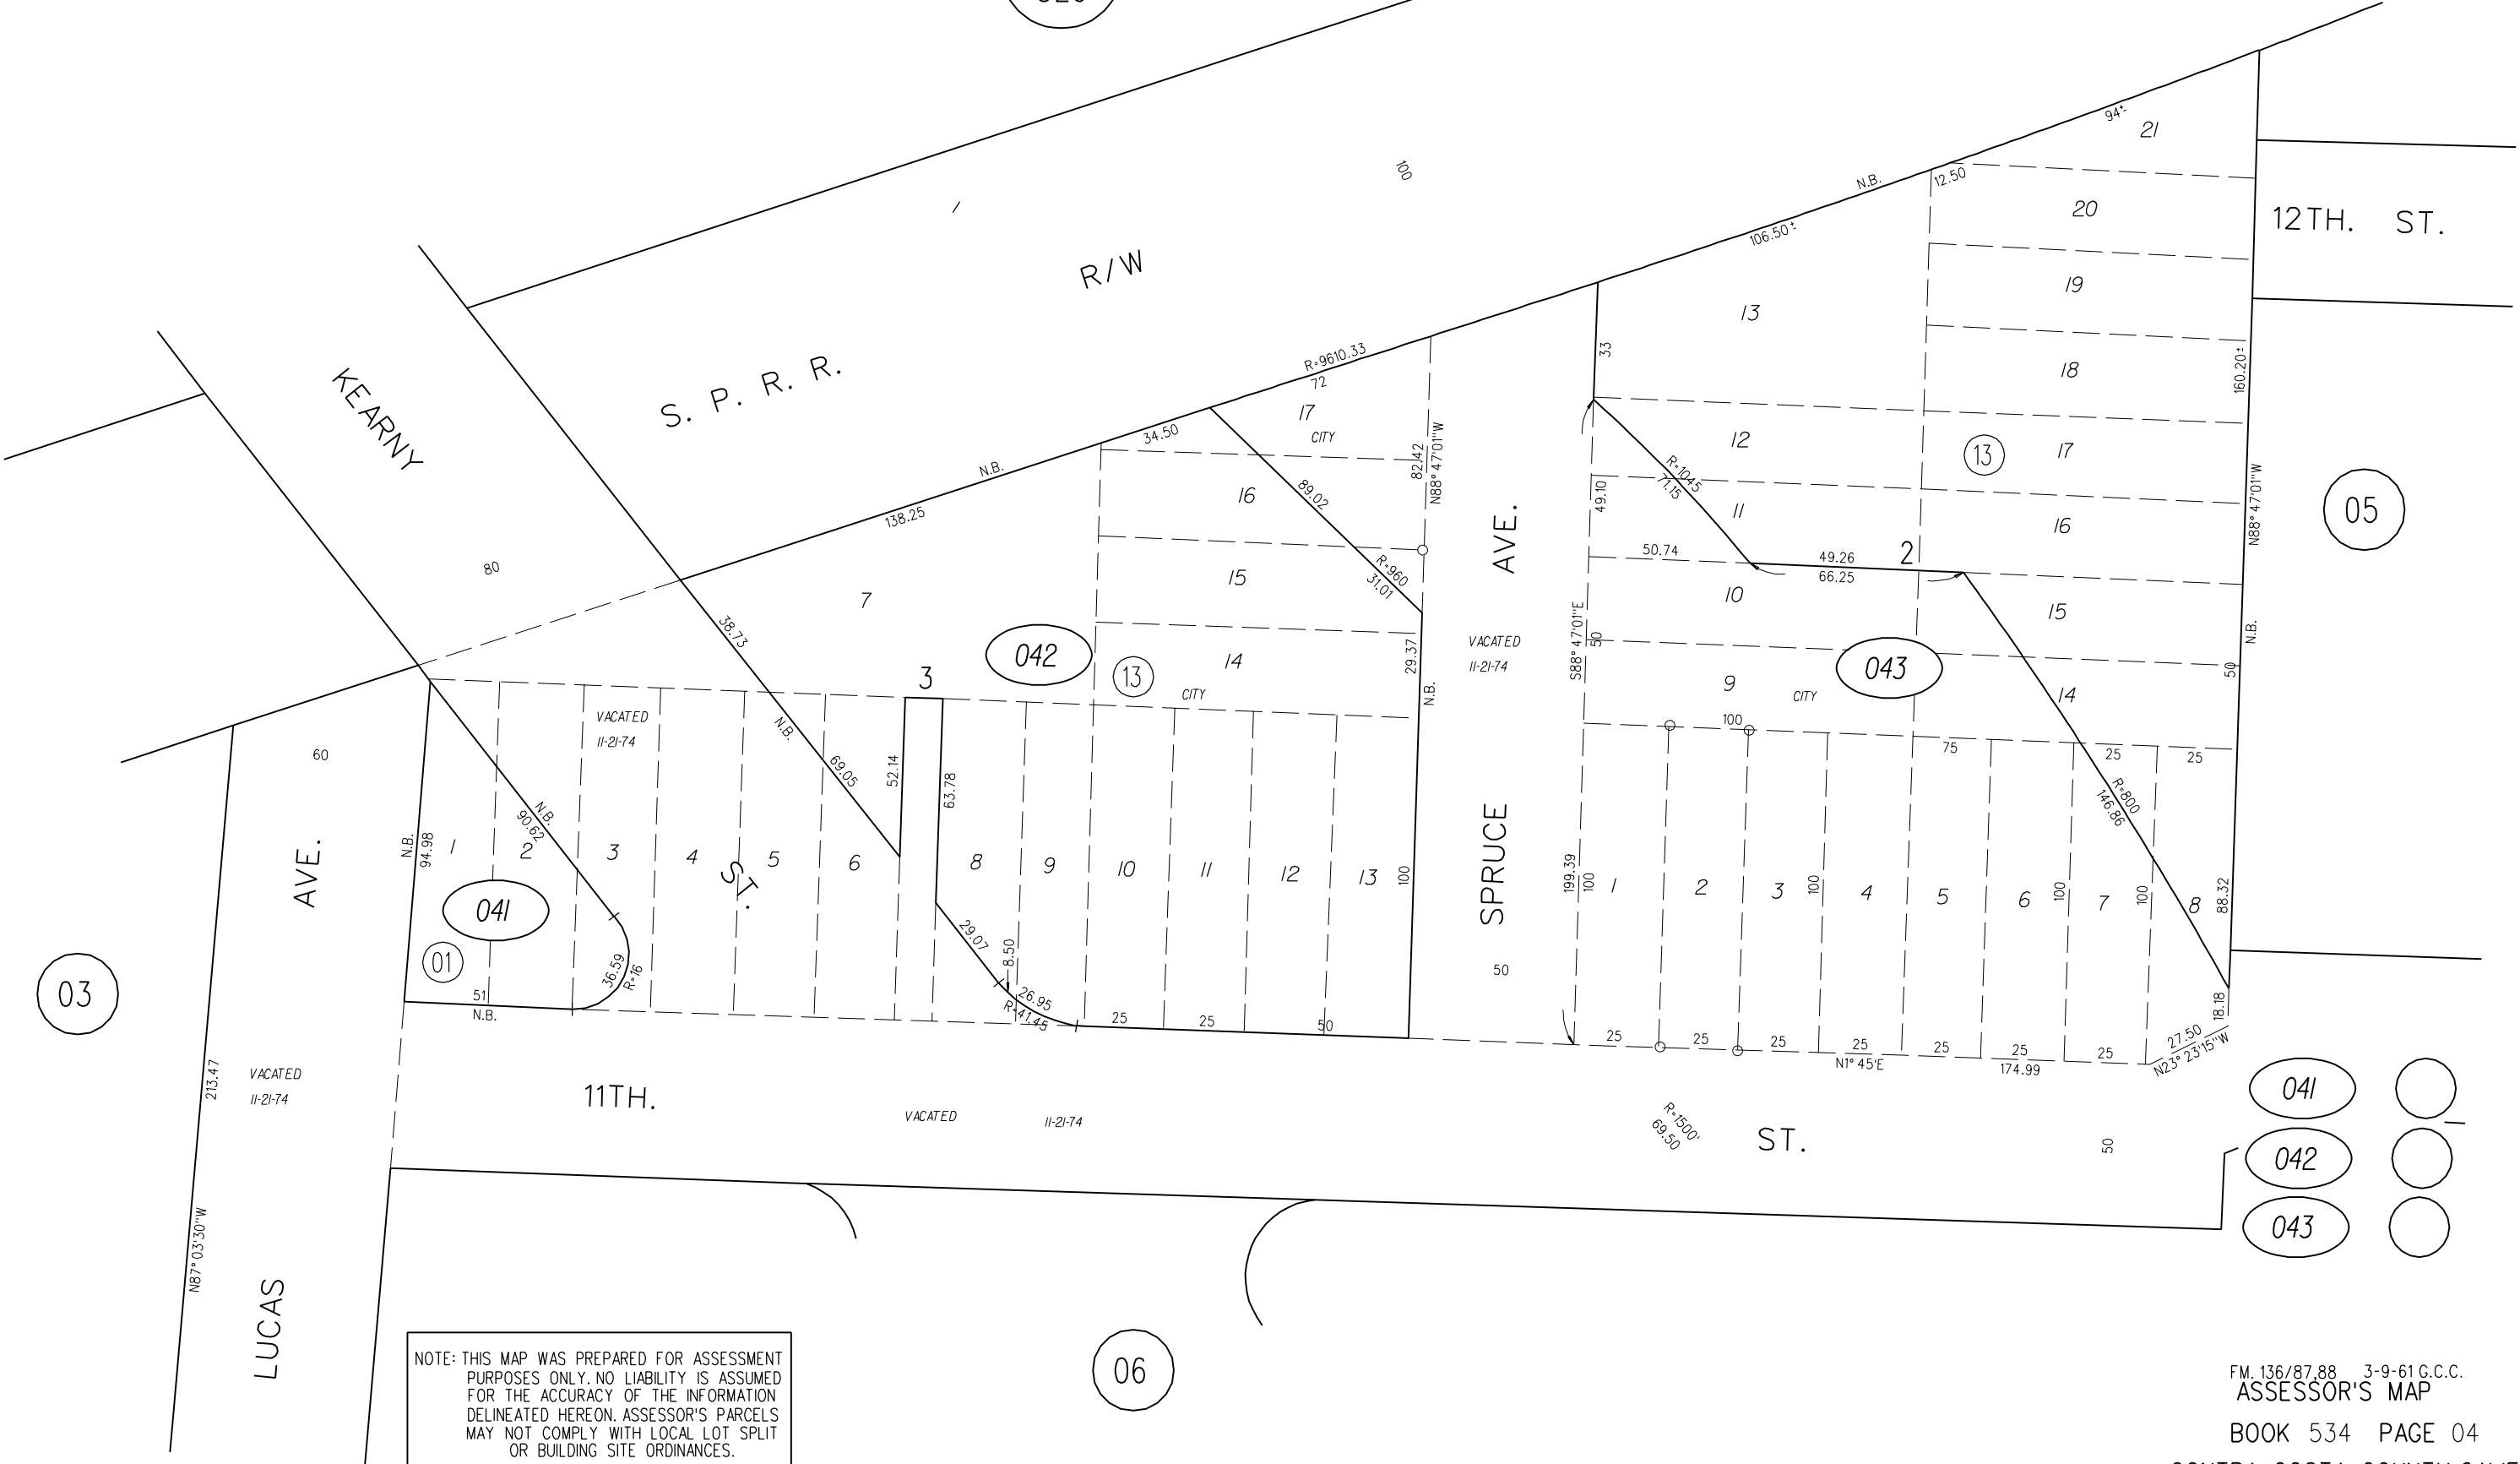 100
1
R/W
S. P. R. R.
KEARNY
80
ST.
N.B.
138.25
34.50
R=9610.33
72
N.B.
106.50±
12.50
94±
21
20
19
18
17
16
15
14
13
12
11
10
9
12TH. ST.
33
160.20±
N88°47'01"W
N.B.
50
05
R=1045
71.15
49.10
50.74
49.26
66.25
2
13
043
CITY
S88°47'01"E
50
100
75
25
25
R=800
146.86
88.32
18.18
27.50
N23°23'15"W
199.39
100
1
2
3
100
4
5
6
100
7
100
8
25
25
25
25
25
25
25
N1°45'E
174.99
17
CITY
16
15
14
89.02
R=960
31.01
82.42
N88°47'01"W
29.37
N.B.
AVE.
VACATED
11-21-74
SPRUCE
50
7
042
13
CITY
38.73
N.B.
69.05
3
52.14
63.78
29.07
8.50
26.95
R=41.45
8
9
10
11
12
13
100
25
25
50
VACATED
11-21-74
1
2
3
4
5
6
N.B.
90.62
N.B.
94.98
041
01
36.59
R=16
51
N.B.
60
AVE.
LUCAS
03
213.47
VACATED
11-21-74
N87°03'30"W
11TH.
VACATED 11-21-74
R=1500'
69.50
ST.
50
041
042
043
06
NOTE: THIS MAP WAS PREPARED FOR ASSESSMENT
PURPOSES ONLY. NO LIABILITY IS ASSUMED
FOR THE ACCURACY OF THE INFORMATION
DELINEATED HEREON. ASSESSOR'S PARCELS
MAY NOT COMPLY WITH LOCAL LOT SPLIT
OR BUILDING SITE ORDINANCES.
FM. 136/87,88 3-9-61 G.C.C.
ASSESSOR'S MAP
BOOK 534 PAGE 04